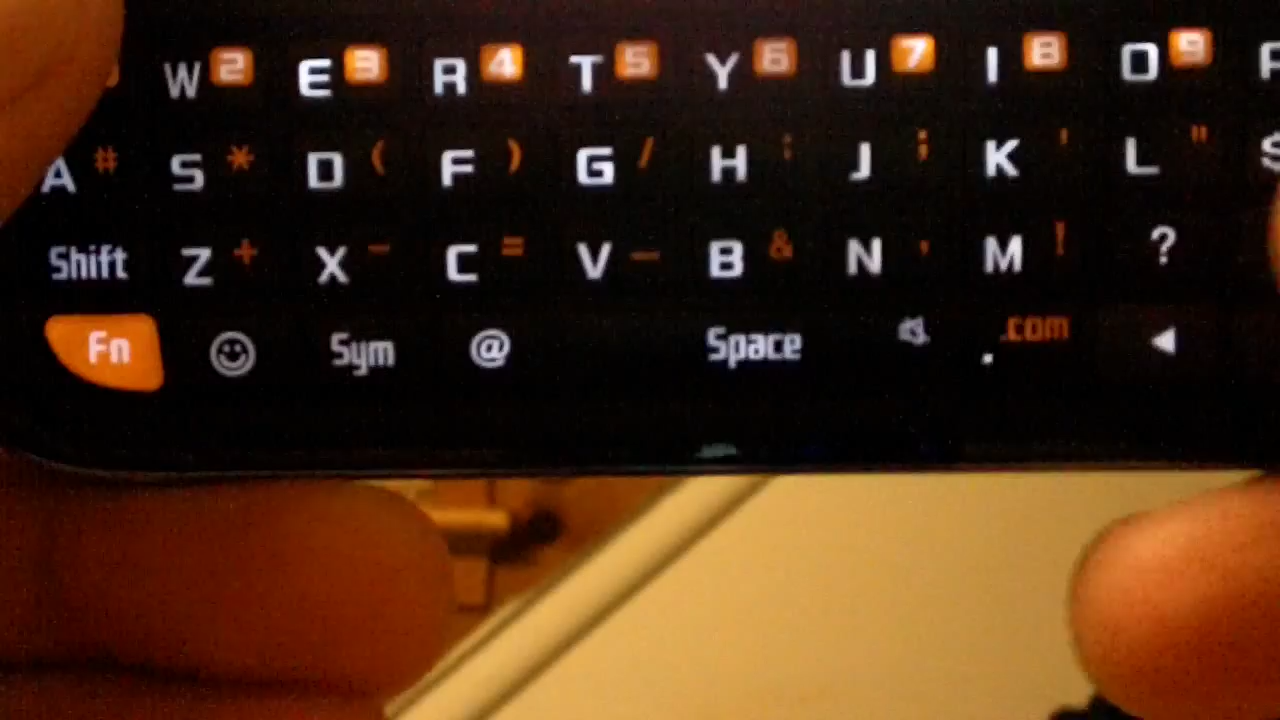 W 2 E 3 R 4 T 5 Y 6 U 7 I 8 O 9
A # S * D ( F ) G / H : J ; K ' L " $
Shift Z + X - C = V _ B & N , M ! ?
Fn Sym @ Space . .com